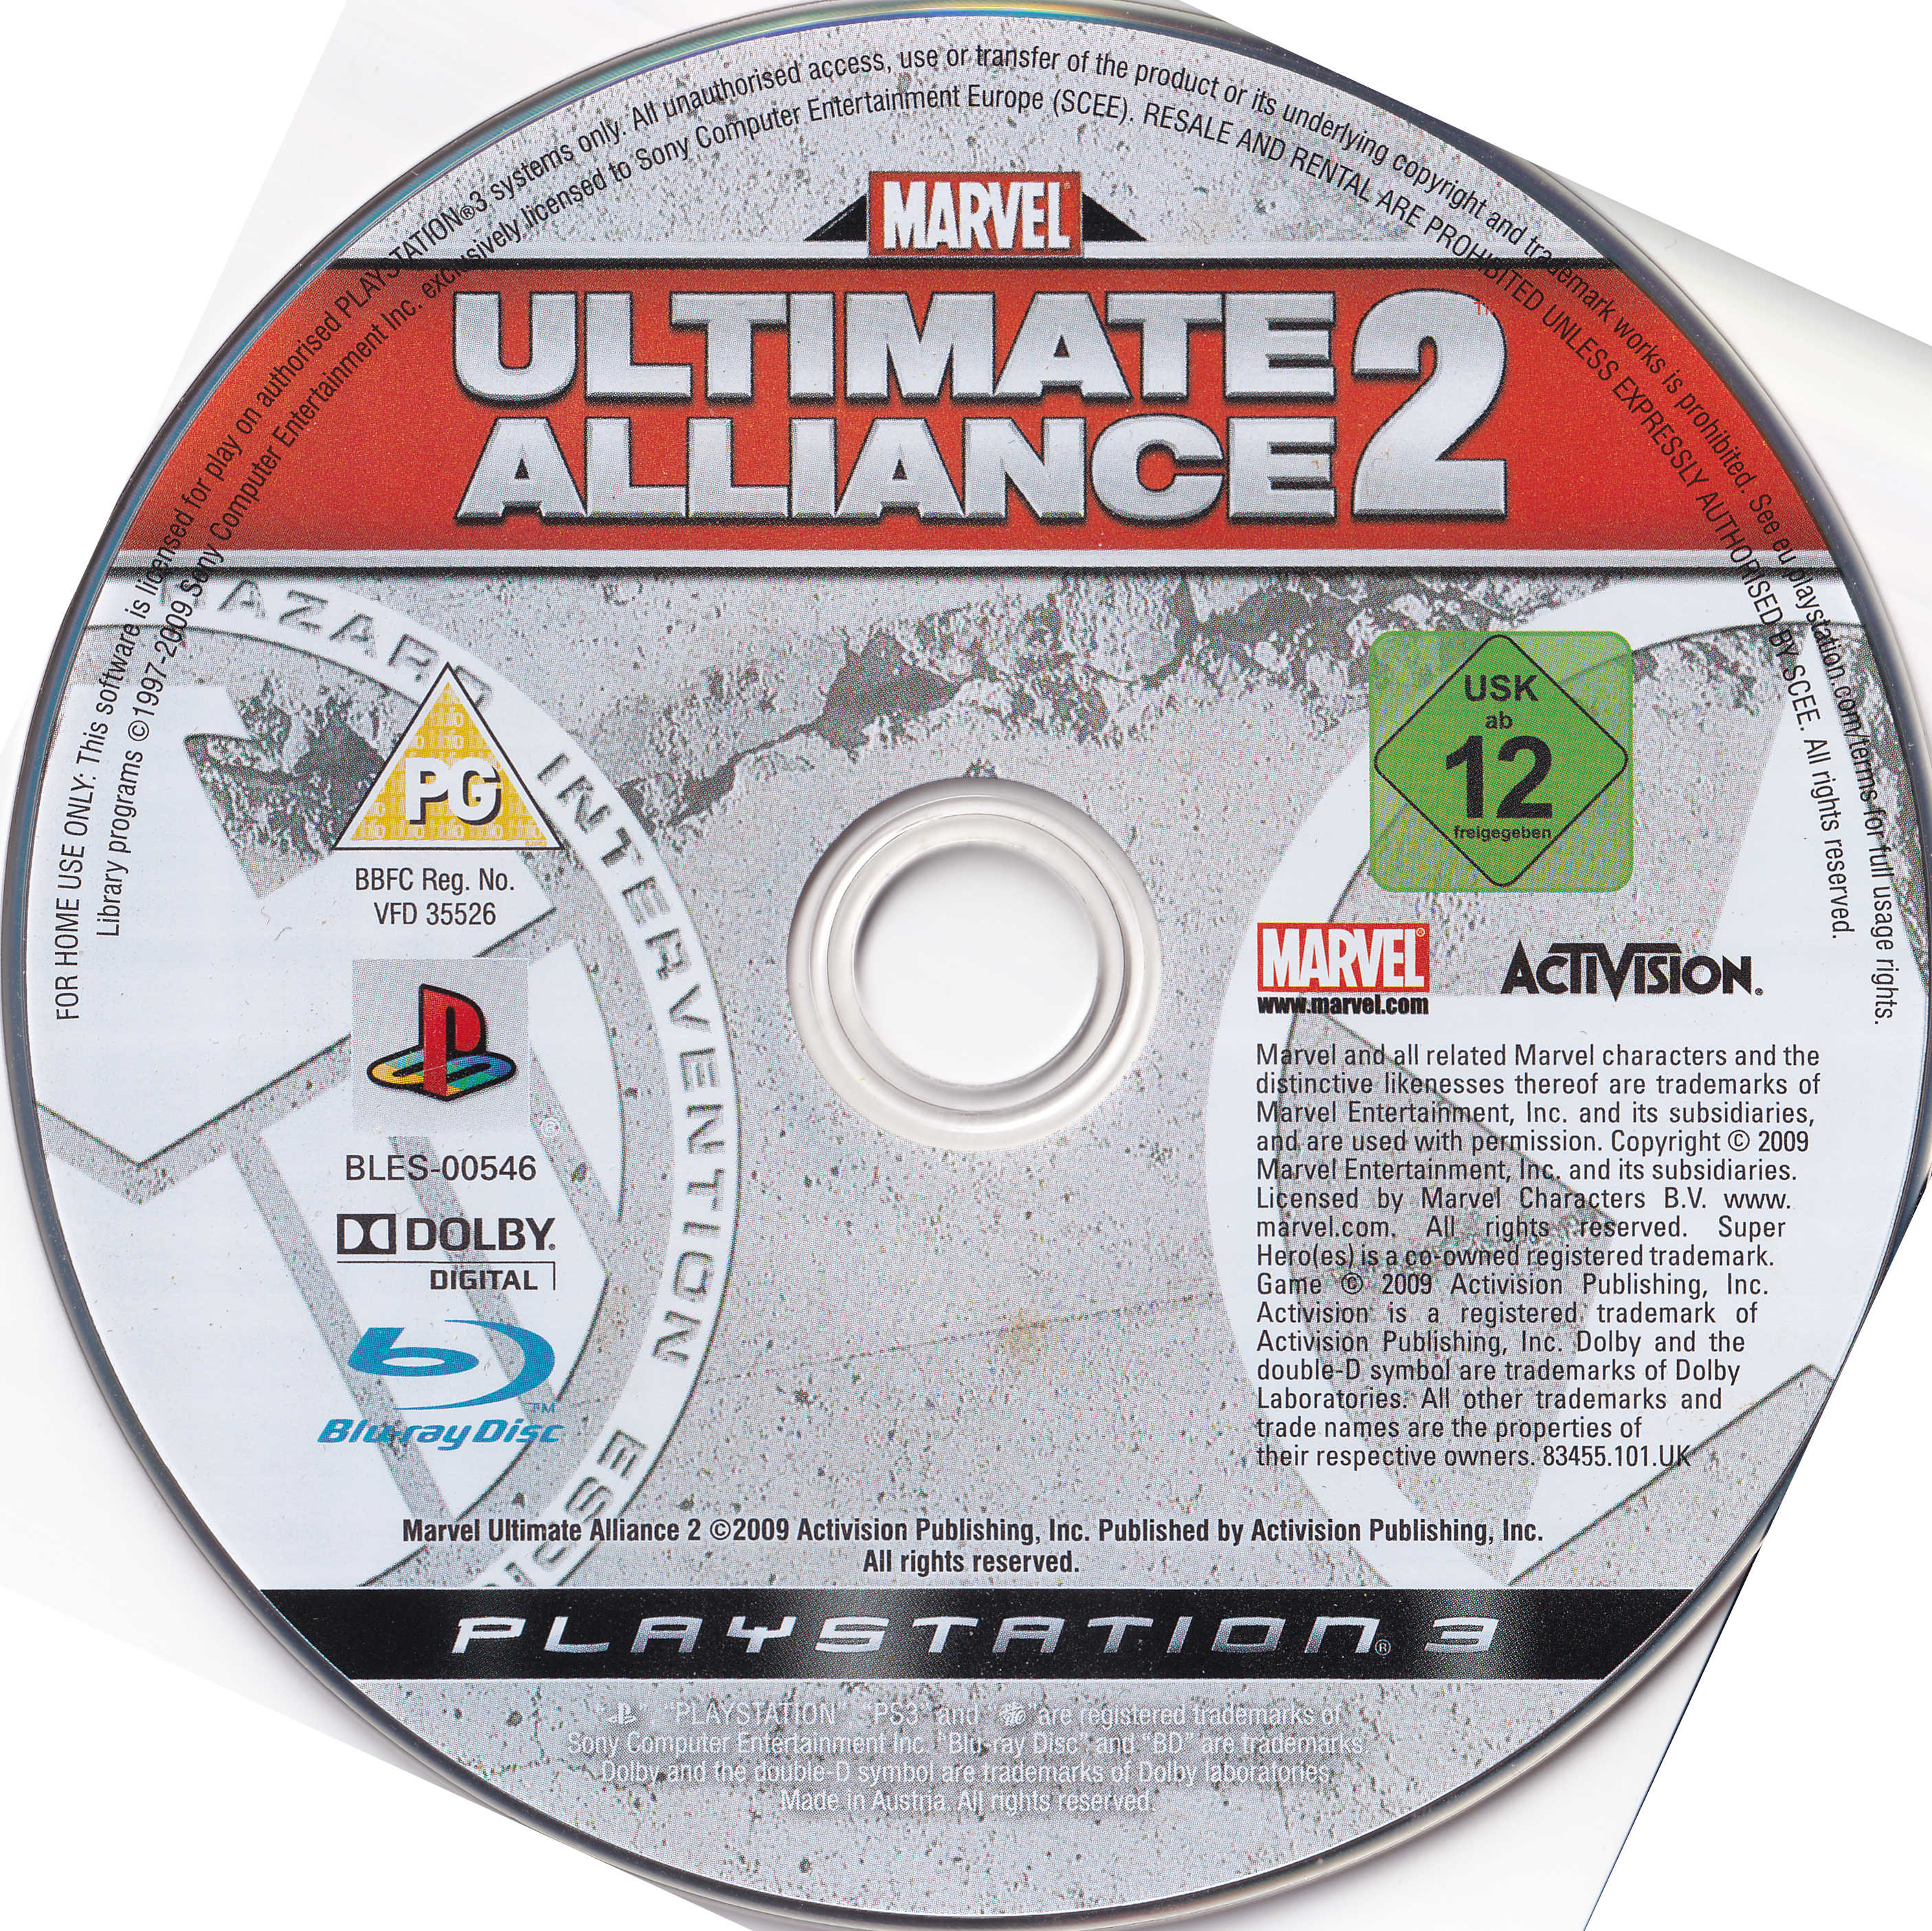 FOR HOME USE ONLY: This software is licensed for play on authorised PLAYSTATION®3 systems only. All unauthorised access, use or transfer of the product or its underlying copyright and trademark works is prohibited. See eu.playstation.com/terms for full usage rights.
Library programs ©1997-2009 Sony Computer Entertainment Inc. exclusively licensed to Sony Computer Entertainment Europe (SCEE). RESALE AND RENTAL ARE PROHIBITED UNLESS EXPRESSLY AUTHORISED BY SCEE. All rights reserved.
MARVEL®
ULTIMATE
ALLIANCE 2
HAZARD INTERVENTION
PG
BBFC Reg. No.
VFD 35526
®
BLES-00546
DOLBY®
DIGITAL
TM
Blu-ray Disc
USK
ab
12
freigegeben
MARVEL®
www.marvel.com
ACTIVISION®
Marvel and all related Marvel characters and the
distinctive likenesses thereof are trademarks of
Marvel Entertainment, Inc. and its subsidiaries,
and are used with permission. Copyright © 2009
Marvel Entertainment, Inc. and its subsidiaries.
Licensed by Marvel Characters B.V. www.
marvel.com. All rights reserved. Super
Hero(es) is a co-owned registered trademark.
Game © 2009 Activision Publishing, Inc.
Activision is a registered trademark of
Activision Publishing, Inc. Dolby and the
double-D symbol are trademarks of Dolby
Laboratories. All other trademarks and
trade names are the properties of
their respective owners. 83455.101.UK
Marvel Ultimate Alliance 2 ©2009 Activision Publishing, Inc. Published by Activision Publishing, Inc.
All rights reserved.
PLAYSTATION®3
" ", "PLAYSTATION", "PS3" and " " are registered trademarks of
Sony Computer Entertainment Inc. "Blu-ray Disc" and "BD" are trademarks.
Dolby and the double-D symbol are trademarks of Dolby laboratories.
Made in Austria. All rights reserved.